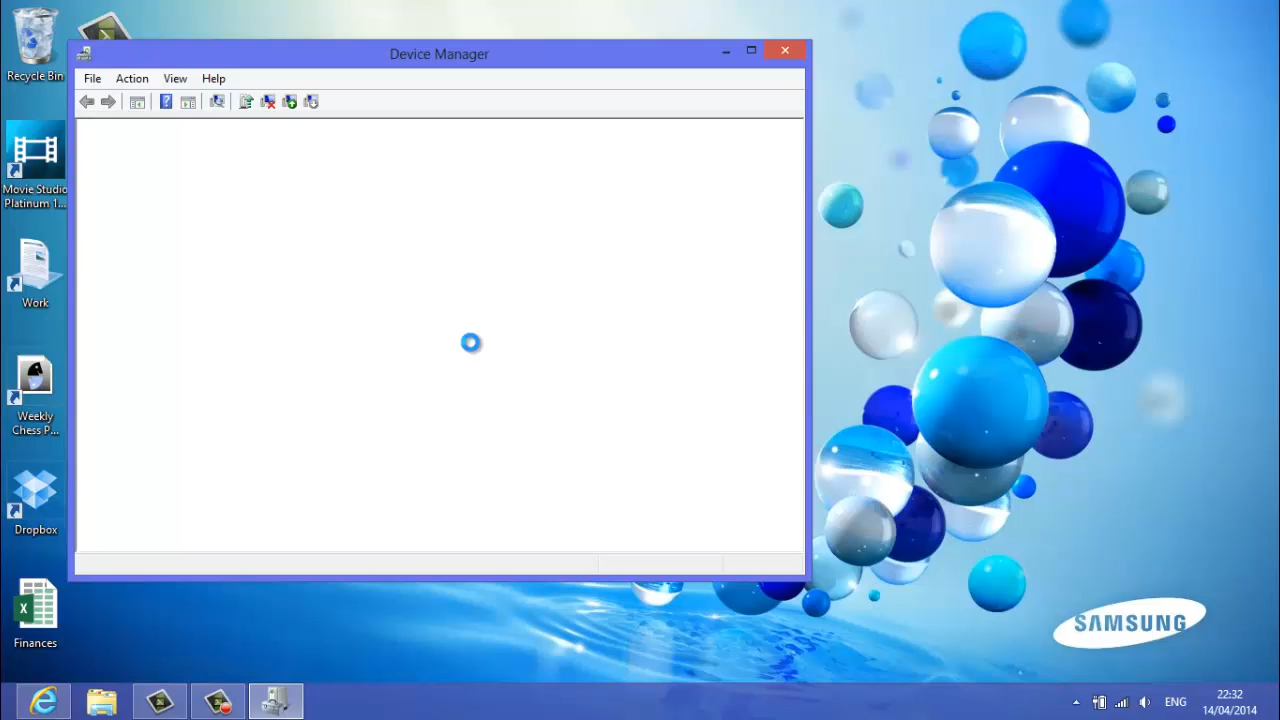 Recycle Bin
Movie Studio
Platinum 1...
Work
Weekly
Chess P...
Dropbox
Finances
Device Manager
File Action View Help
SAMSUNG
ENG
22:32
14/04/2014